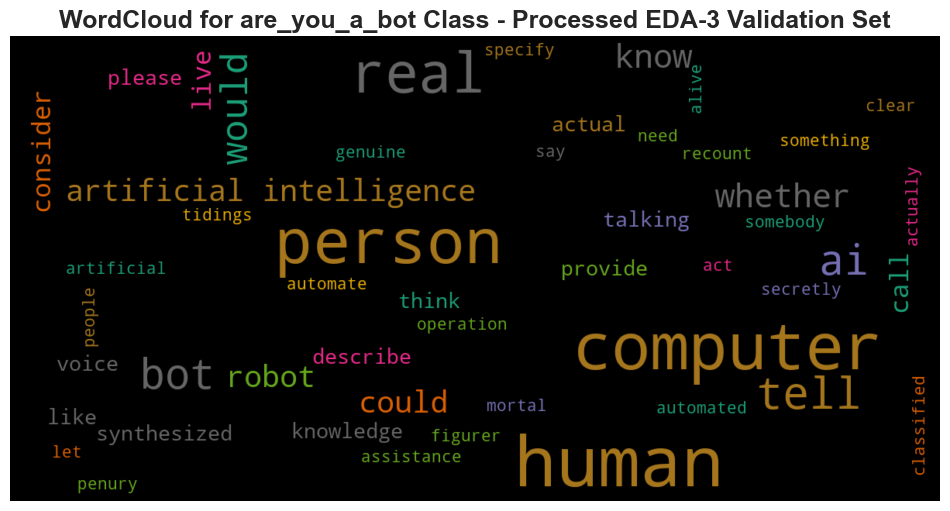 WordCloud for are_you_a_bot Class - Processed EDA-3 Validation Set
specify
know
real
please
live
would
alive
clear
consider
actual
need
something
genuine
say
recount
artificial intelligence
whether
actually
tidings
talking
somebody
person
ai
artificial
provide
act
call
automate
secretly
think
people
operation
computer
voice
describe
bot
robot
tell
could
mortal
automated
classified
like
synthesized
knowledge
figurer
human
let
assistance
penury